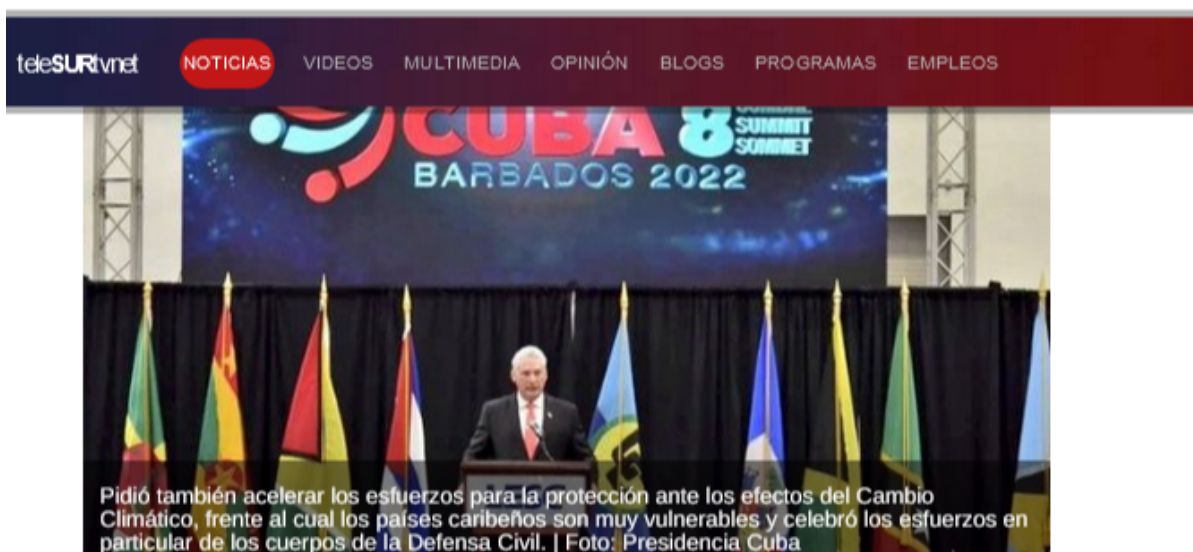 teleSURtvnet NOTICIAS VIDEOS MULTIMEDIA OPINIÓN BLOGS PROGRAMAS EMPLEOS
CUBA 8
SUMMIT
SOMMET
BARBADOS 2022
Pidió también acelerar los esfuerzos para la protección ante los efectos del Cambio
Climático, frente al cual los países caribeños son muy vulnerables y celebró los esfuerzos en
particular de los cuerpos de la Defensa Civil. | Foto: Presidencia Cuba